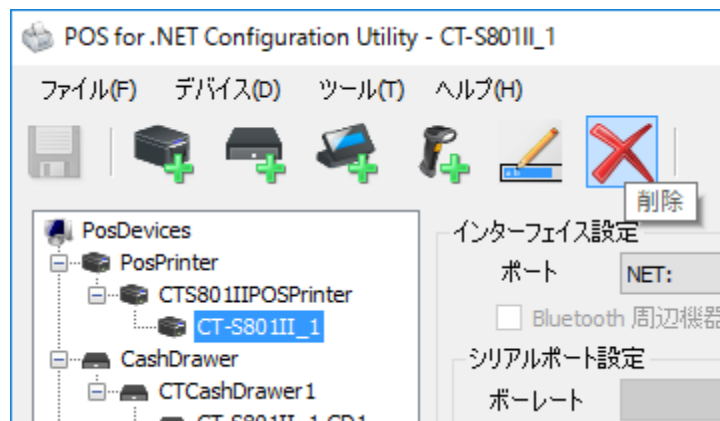 POS for .NET Configuration Utility - CT-S801II_1
ファイル(F) デバイス(D) ツール(T) ヘルプ(H)
削除
PosDevices
PosPrinter
CTS801IIPOSPrinter
CT-S801II_1
CashDrawer
CTCashDrawer1
CT-S801II_1 CD1
インターフェイス設定
ポート NET:
Bluetooth 周辺機器
シリアルポート設定
ボーレート